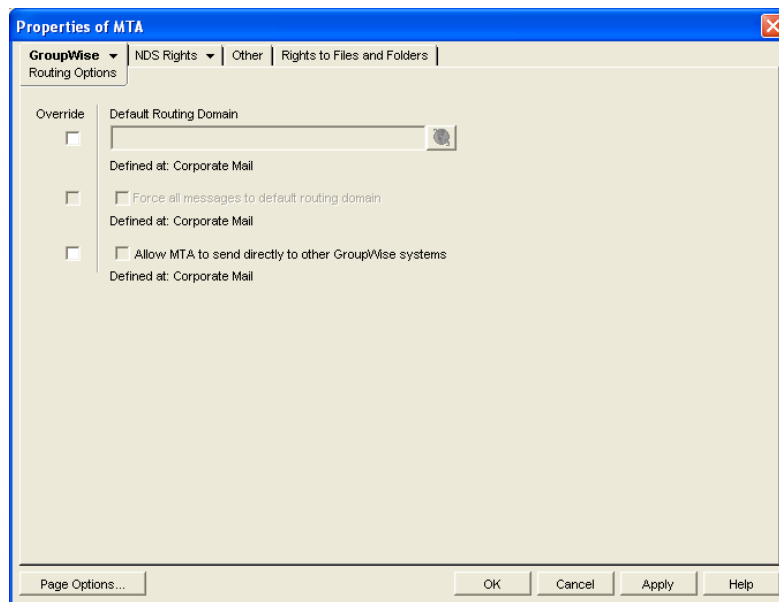 Properties of MTA
GroupWise NDS Rights Other Rights to Files and Folders
Routing Options
Override Default Routing Domain
Defined at: Corporate Mail
Force all messages to default routing domain
Defined at: Corporate Mail
Allow MTA to send directly to other GroupWise systems
Defined at: Corporate Mail
Page Options... OK Cancel Apply Help